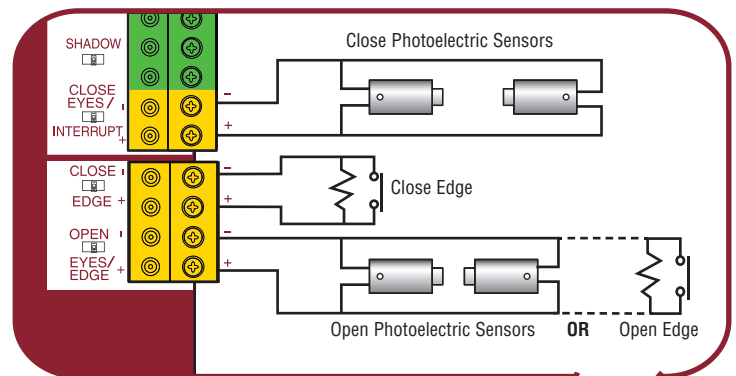 SHADOW
CLOSE
EYES/ -
INTERRUPT +
CLOSE -
EDGE +
OPEN -
EYES/
EDGE +
-
+
-
+
-
+
Close Photoelectric Sensors
Close Edge
Open Photoelectric Sensors OR Open Edge